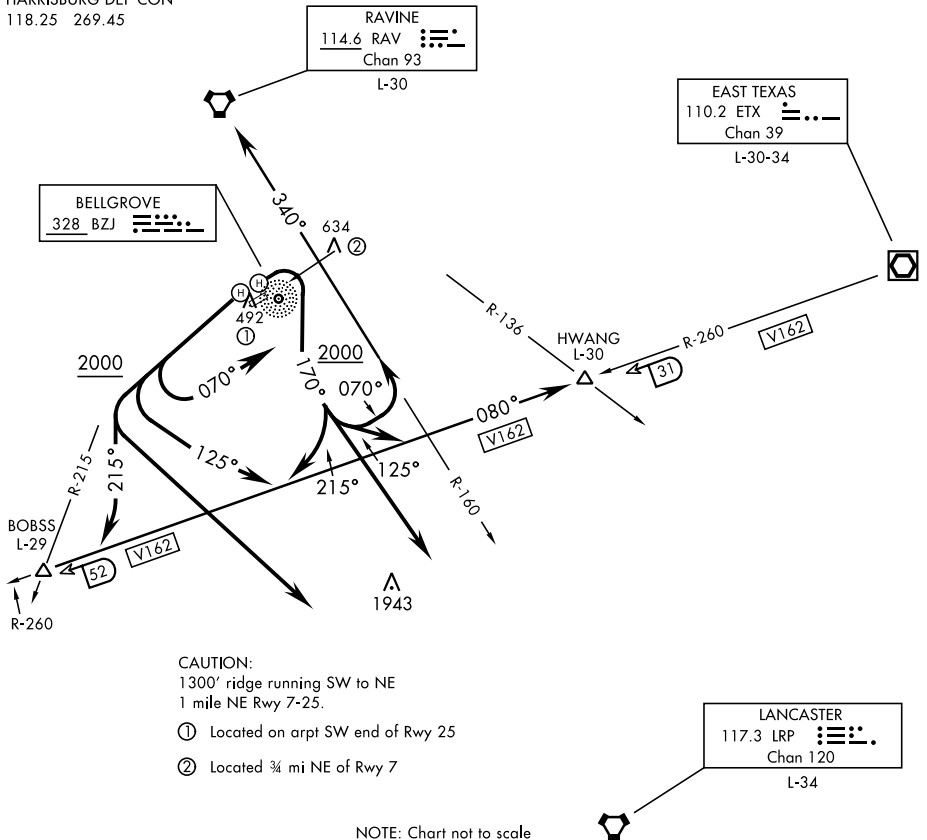 HARRISBURG DEP CON
118.25 269.45
RAVINE
114.6 RAV
Chan 93
L-30
EAST TEXAS
110.2 ETX
Chan 39
L-30-34
BELLGROVE
328 BZJ
340°
634
②
H
H
492
①
R-136
HWANG
L-30
R-260
V162
31
2000
2000
070°
170°
070°
080°
V162
125°
125°
215°
R-215
215°
R-160
BOBSS
L-29
V162
52
R-260
1943
CAUTION:
1300' ridge running SW to NE
1 mile NE Rwy 7-25.
① Located on arpt SW end of Rwy 25
② Located ¾ mi NE of Rwy 7
LANCASTER
117.3 LRP
Chan 120
L-34
NOTE: Chart not to scale